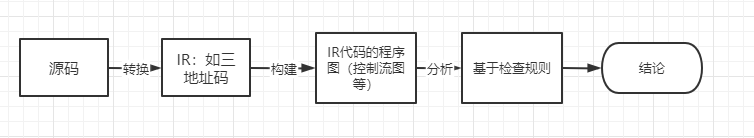 源码
转换
IR：如三
地址码
构建
IR代码的程序
图（控制流图
等）
分析
基于检查规则
结论